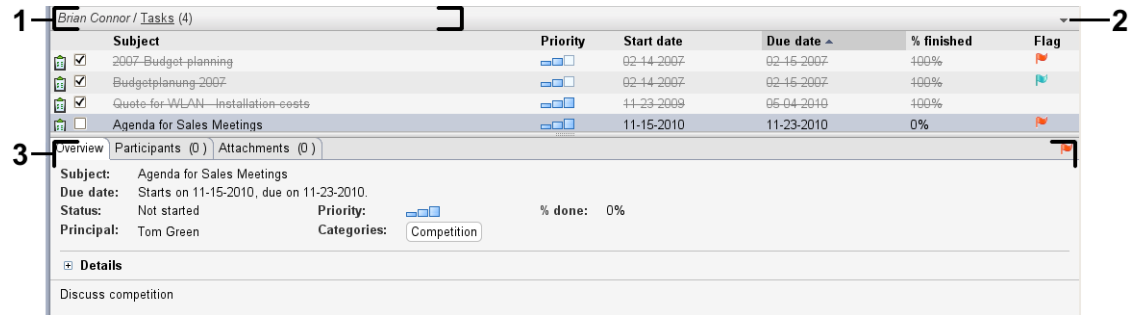 1 Brian Connor / Tasks (4) 2
Subject Priority Start date Due date % finished Flag
2007 Budget planning 02-14-2007 02-15-2007 100%
Budgetplanung 2007 02-14-2007 02-15-2007 100%
Quote for WLAN - Installation costs 11-23-2009 05-04-2010 100%
Agenda for Sales Meetings 11-15-2010 11-23-2010 0%
3 Overview Participants (0 ) Attachments (0 )
Subject: Agenda for Sales Meetings
Due date: Starts on 11-15-2010, due on 11-23-2010.
Status: Not started Priority: % done: 0%
Principal: Tom Green Categories: Competition
Details
Discuss competition